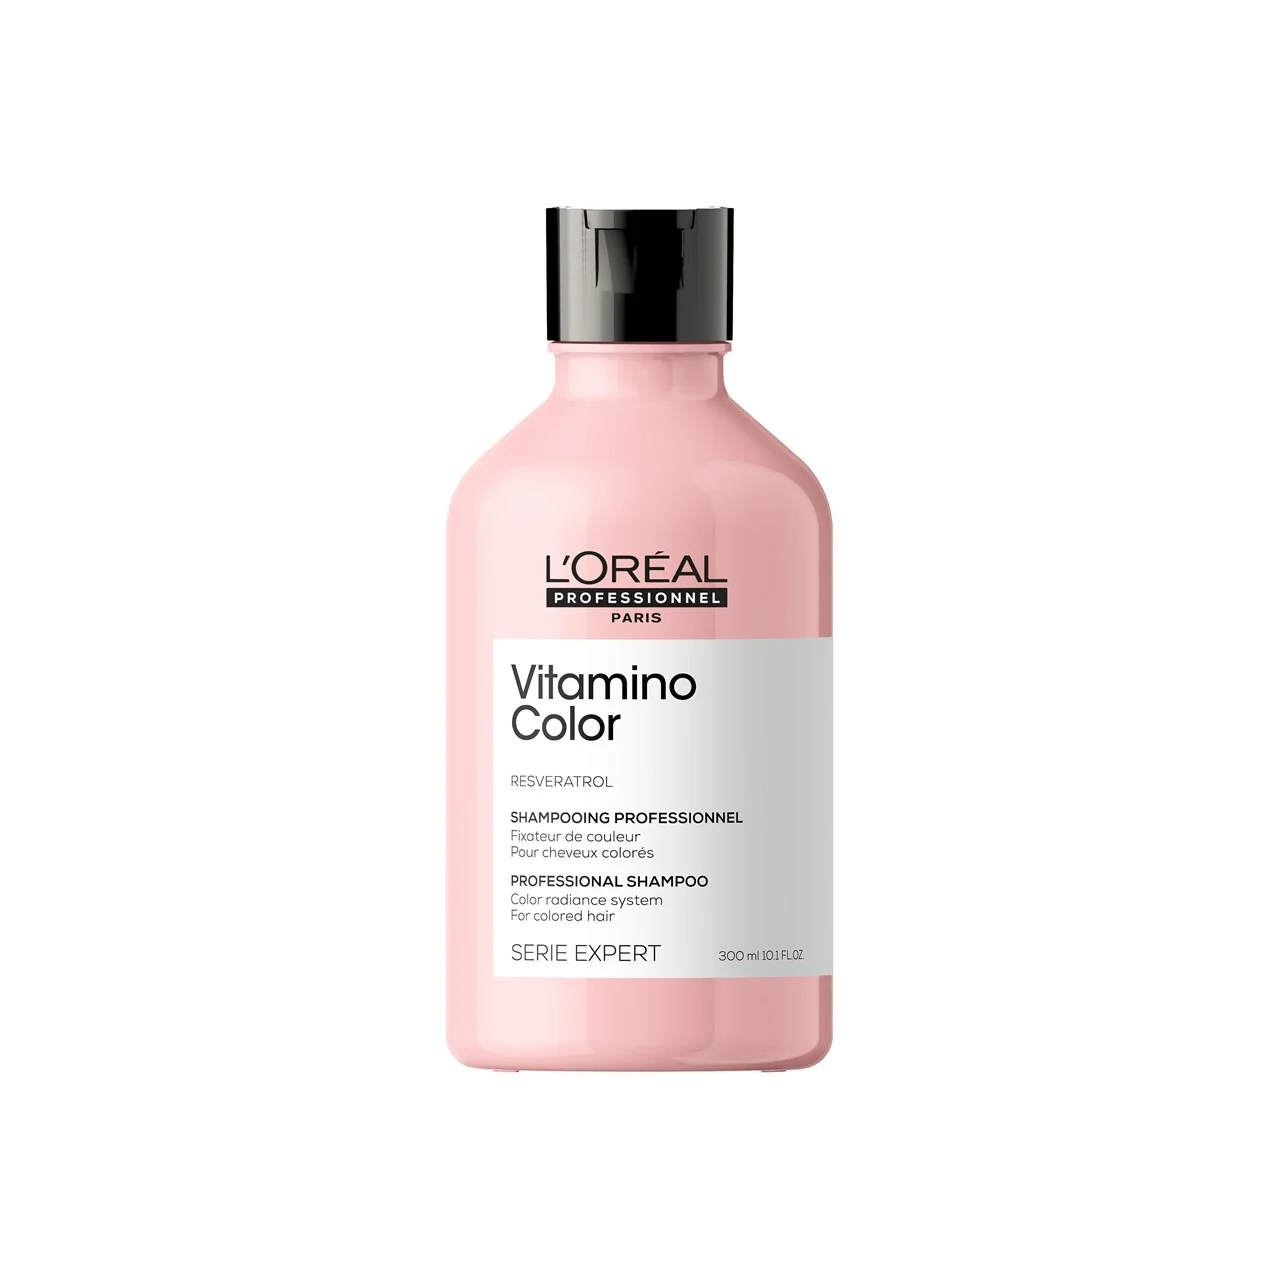 L'ORÉAL
PROFESSIONNEL
PARIS
Vitamino
Color
RESVERATROL
SHAMPOOING PROFESSIONNEL
Fixateur de couleur
Pour cheveux colorés
PROFESSIONAL SHAMPOO
Color radiance system
For colored hair
SERIE EXPERT 300 ml 10.1 FL.OZ.